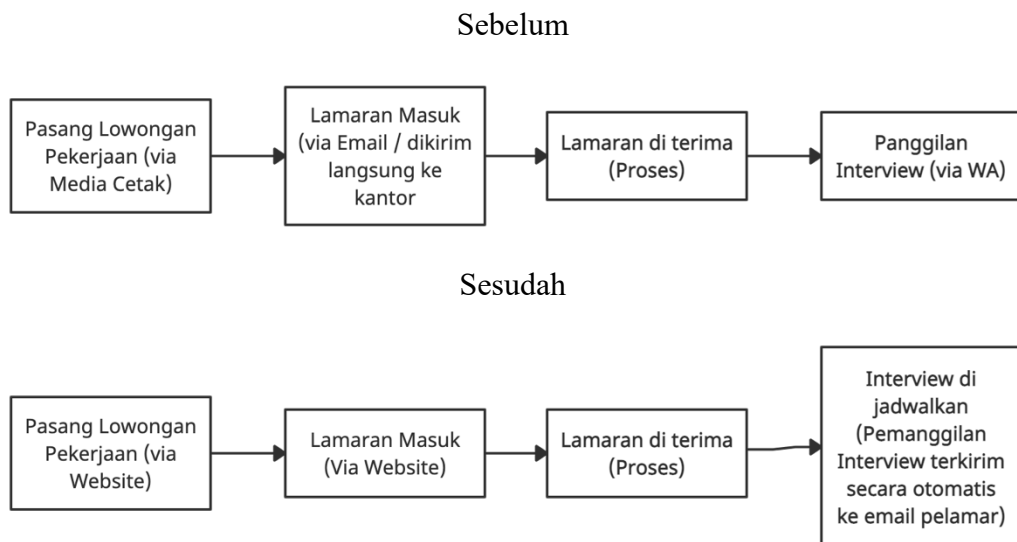 Sebelum
Pasang Lowongan
Pekerjaan (via
Media Cetak)
Lamaran Masuk
(via Email / dikirim
langsung ke
kantor
Lamaran di terima
(Proses)
Panggilan
Interview (via WA)
Sesudah
Pasang Lowongan
Pekerjaan (via
Website)
Lamaran Masuk
(Via Website)
Lamaran di terima
(Proses)
Interview di
jadwalkan
(Pemanggilan
Interview terkirim
secara otomatis
ke email pelamar)